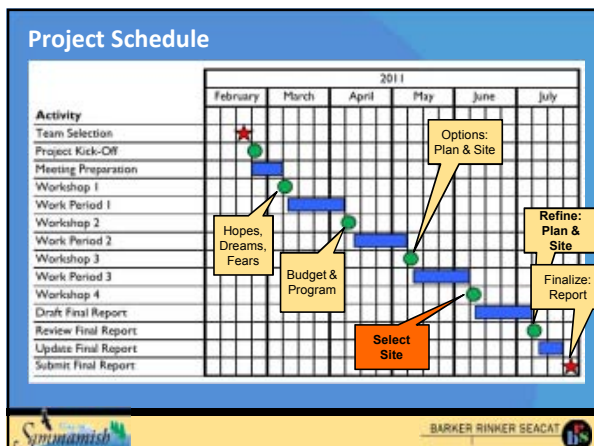 Project Schedule
2011
February March April May June July
Activity
Team Selection
Project Kick-Off
Meeting Preparation
Workshop 1
Work Period 1
Workshop 2
Work Period 2
Workshop 3
Work Period 3
Workshop 4
Draft Final Report
Review Final Report
Update Final Report
Submit Final Report
Hopes,
Dreams,
Fears
Budget &
Program
Options:
Plan & Site
Select
Site
Refine:
Plan &
Site
Finalize:
Report
Sammamish
BARKER RINKER SEACAT